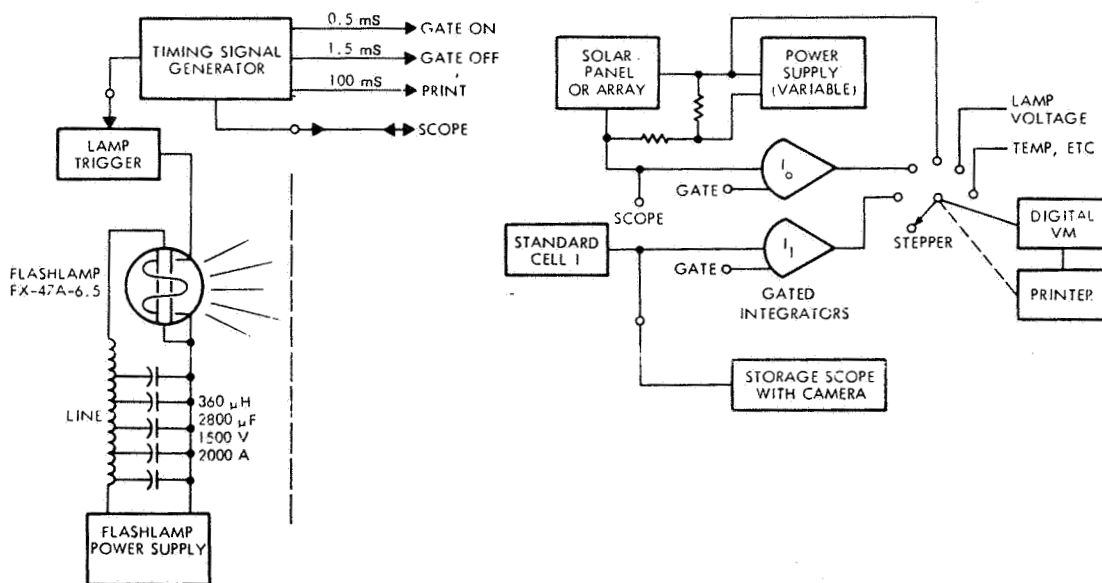 0.5 mS
GATE ON
TIMING SIGNAL
GENERATOR
1.5 mS
GATE OFF
100 mS
PRINT
SCOPE
LAMP
TRIGGER
FLASHLAMP
FX-47A-6.5
LINE
360 μH
2800 μF
1500 V
2000 A
FLASHLAMP
POWER SUPPLY
SOLAR
PANEL
OR ARRAY
POWER
SUPPLY
(VARIABLE)
LAMP
VOLTAGE
TEMP, ETC
I o
GATE
SCOPE
STANDARD
CELL I
I I
GATE
GATED
INTEGRATORS
STEPPER
DIGITAL
VM
PRINTER
STORAGE SCOPE
WITH CAMERA